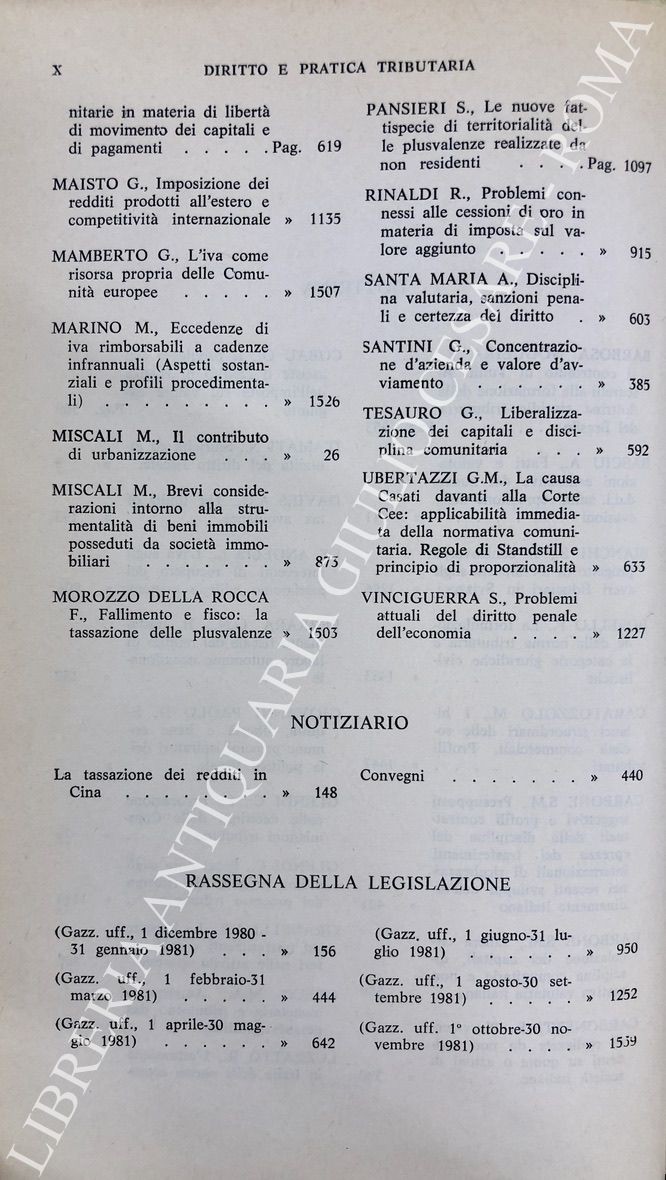 X
DIRITTO E PRATICA TRIBUTARIA
nitarie in materia di libertà
di movimento dei capitali e
di pagamenti . . . . . Pag. 619
MAISTO G., Imposizione dei
redditi prodotti all'estero e
competitività internazionale » 1135
MAMBERTO G., L'iva come
risorsa propria delle Comu-
nità europee . . . . . » 1507
MARINO M., Eccedenze di
iva rimborsabili a cadenze
infrannuali (Aspetti sostan-
ziali e profili procedimenta-
li) . . . . . . . . . » 1526
MISCALI M., Il contributo
di urbanizzazione . . . » 26
MISCALI M., Brevi conside-
razioni intorno alla stru-
mentalità di beni immobili
posseduti da società immo-
biliari . . . . . . . » 873
MOROZZO DELLA ROCCA
F., Fallimento e fisco: la
tassazione delle plusvalenze » 1503
PANSIERI S., Le nuove fat-
tispecie di territorialità del-
le plusvalenze realizzate da
non residenti . . . . Pag. 1097
RINALDI R., Problemi con-
nessi alle cessioni di oro in
materia di imposta sul va-
lore aggiunto . . . . . » 915
SANTA MARIA A., Discipli-
na valutaria, sanzioni pena-
li e certezza del diritto . » 603
SANTINI G., Concentrazio-
ne d'azienda e valore d'av-
viamento . . . . . . » 385
TESAURO G., Liberalizza-
zione dei capitali e disci-
plina comunitaria . . . » 592
UBERTAZZI G.M., La causa
Casati davanti alla Corte
Cee: applicabilità immedia-
ta della normativa comuni-
taria. Regole di Standstill e
principio di proporzionalità » 633
VINCIGUERRA S., Problemi
attuali del diritto penale
dell'economia . . . . » 1227
NOTIZIARIO
La tassazione dei redditi in
Cina . . . . . . . . » 148
Convegni . . . . . . . » 440
RASSEGNA DELLA LEGISLAZIONE
(Gazz. uff., 1 dicembre 1980 -
31 gennaio 1981) . . . » 156
(Gazz. uff., 1 febbraio-31
marzo 1981) . . . . . » 444
(Gazz. uff., 1 aprile-30 mag-
gio 1981) . . . . . . » 642
(Gazz. uff., 1 giugno-31 lu-
glio 1981) . . . . . . » 950
(Gazz. uff., 1 agosto-30 set-
tembre 1981) . . . . . » 1252
(Gazz. uff. 1° ottobre-30 no-
vembre 1981) . . . . » 1559
LIBRERIA ANTIQUARIA GIULIO CESARE - ROMA